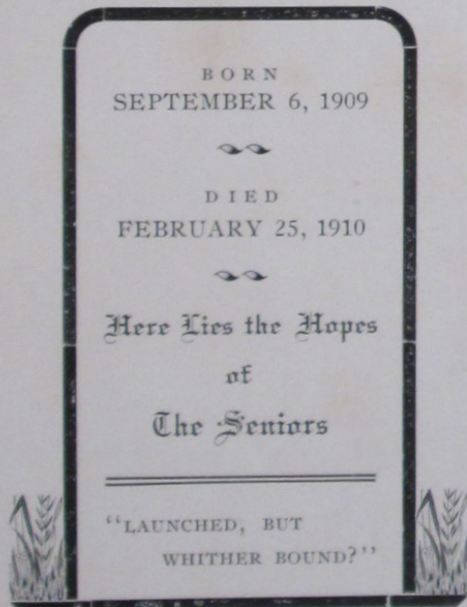 BORN
SEPTEMBER 6, 1909
DIED
FEBRUARY 25, 1910
Here Lies the Hopes
of
The Seniors
"LAUNCHED, BUT
WHITHER BOUND?"